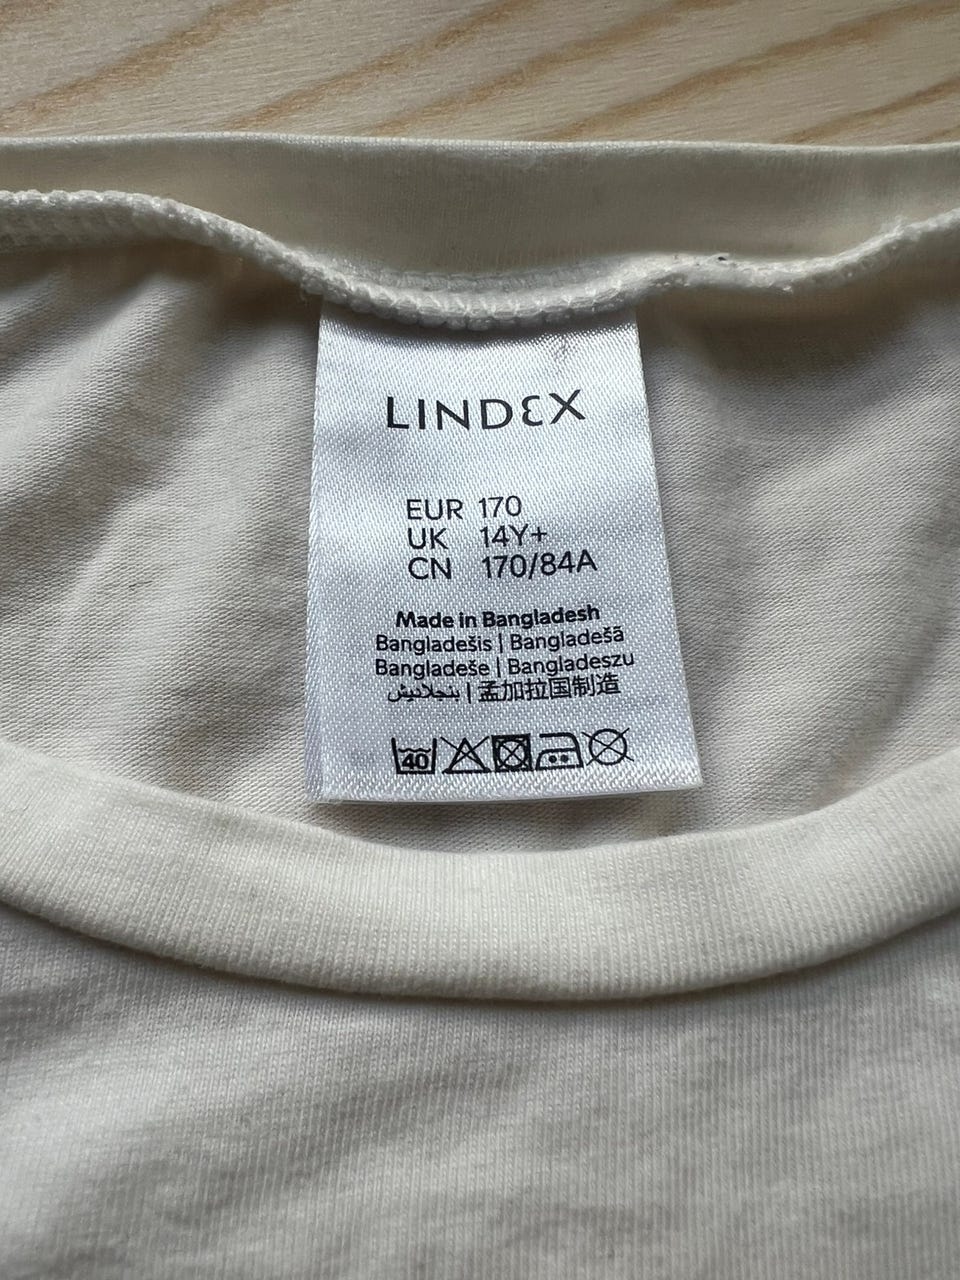 LINDEX
EUR 170
UK 14Y+
CN 170/84A
Made in Bangladesh
Bangladešis | Bangladešā
Bangladeše | Bangladeszu
بنجلاديش | 孟加拉国制造
40